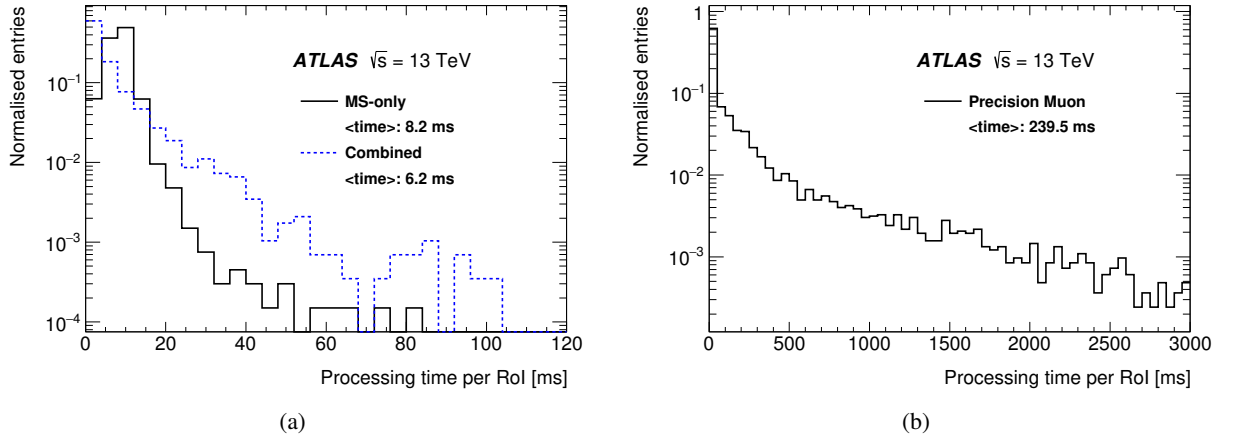 Normalised entries
10⁻¹
10⁻²
10⁻³
10⁻⁴
ATLAS √s = 13 TeV
MS-only
<time>: 8.2 ms
Combined
<time>: 6.2 ms
0 20 40 60 80 100 120
Processing time per RoI [ms]
(a)
Normalised entries
1
10⁻¹
10⁻²
10⁻³
ATLAS √s = 13 TeV
Precision Muon
<time>: 239.5 ms
0 500 1000 1500 2000 2500 3000
Processing time per RoI [ms]
(b)